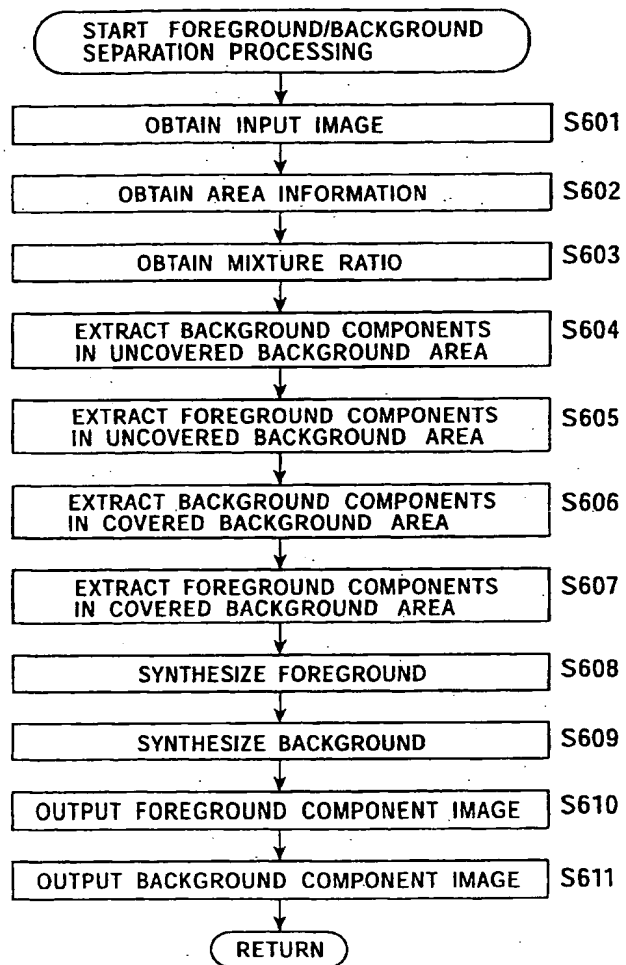 START FOREGROUND/BACKGROUND
SEPARATION PROCESSING
OBTAIN INPUT IMAGE
S601
OBTAIN AREA INFORMATION
S602
OBTAIN MIXTURE RATIO
S603
EXTRACT BACKGROUND COMPONENTS
IN UNCOVERED BACKGROUND AREA
S604
EXTRACT FOREGROUND COMPONENTS
IN UNCOVERED BACKGROUND AREA
S605
EXTRACT BACKGROUND COMPONENTS
IN COVERED BACKGROUND AREA
S606
EXTRACT FOREGROUND COMPONENTS
IN COVERED BACKGROUND AREA
S607
SYNTHESIZE FOREGROUND
S608
SYNTHESIZE BACKGROUND
S609
OUTPUT FOREGROUND COMPONENT IMAGE
S610
OUTPUT BACKGROUND COMPONENT IMAGE
S611
RETURN